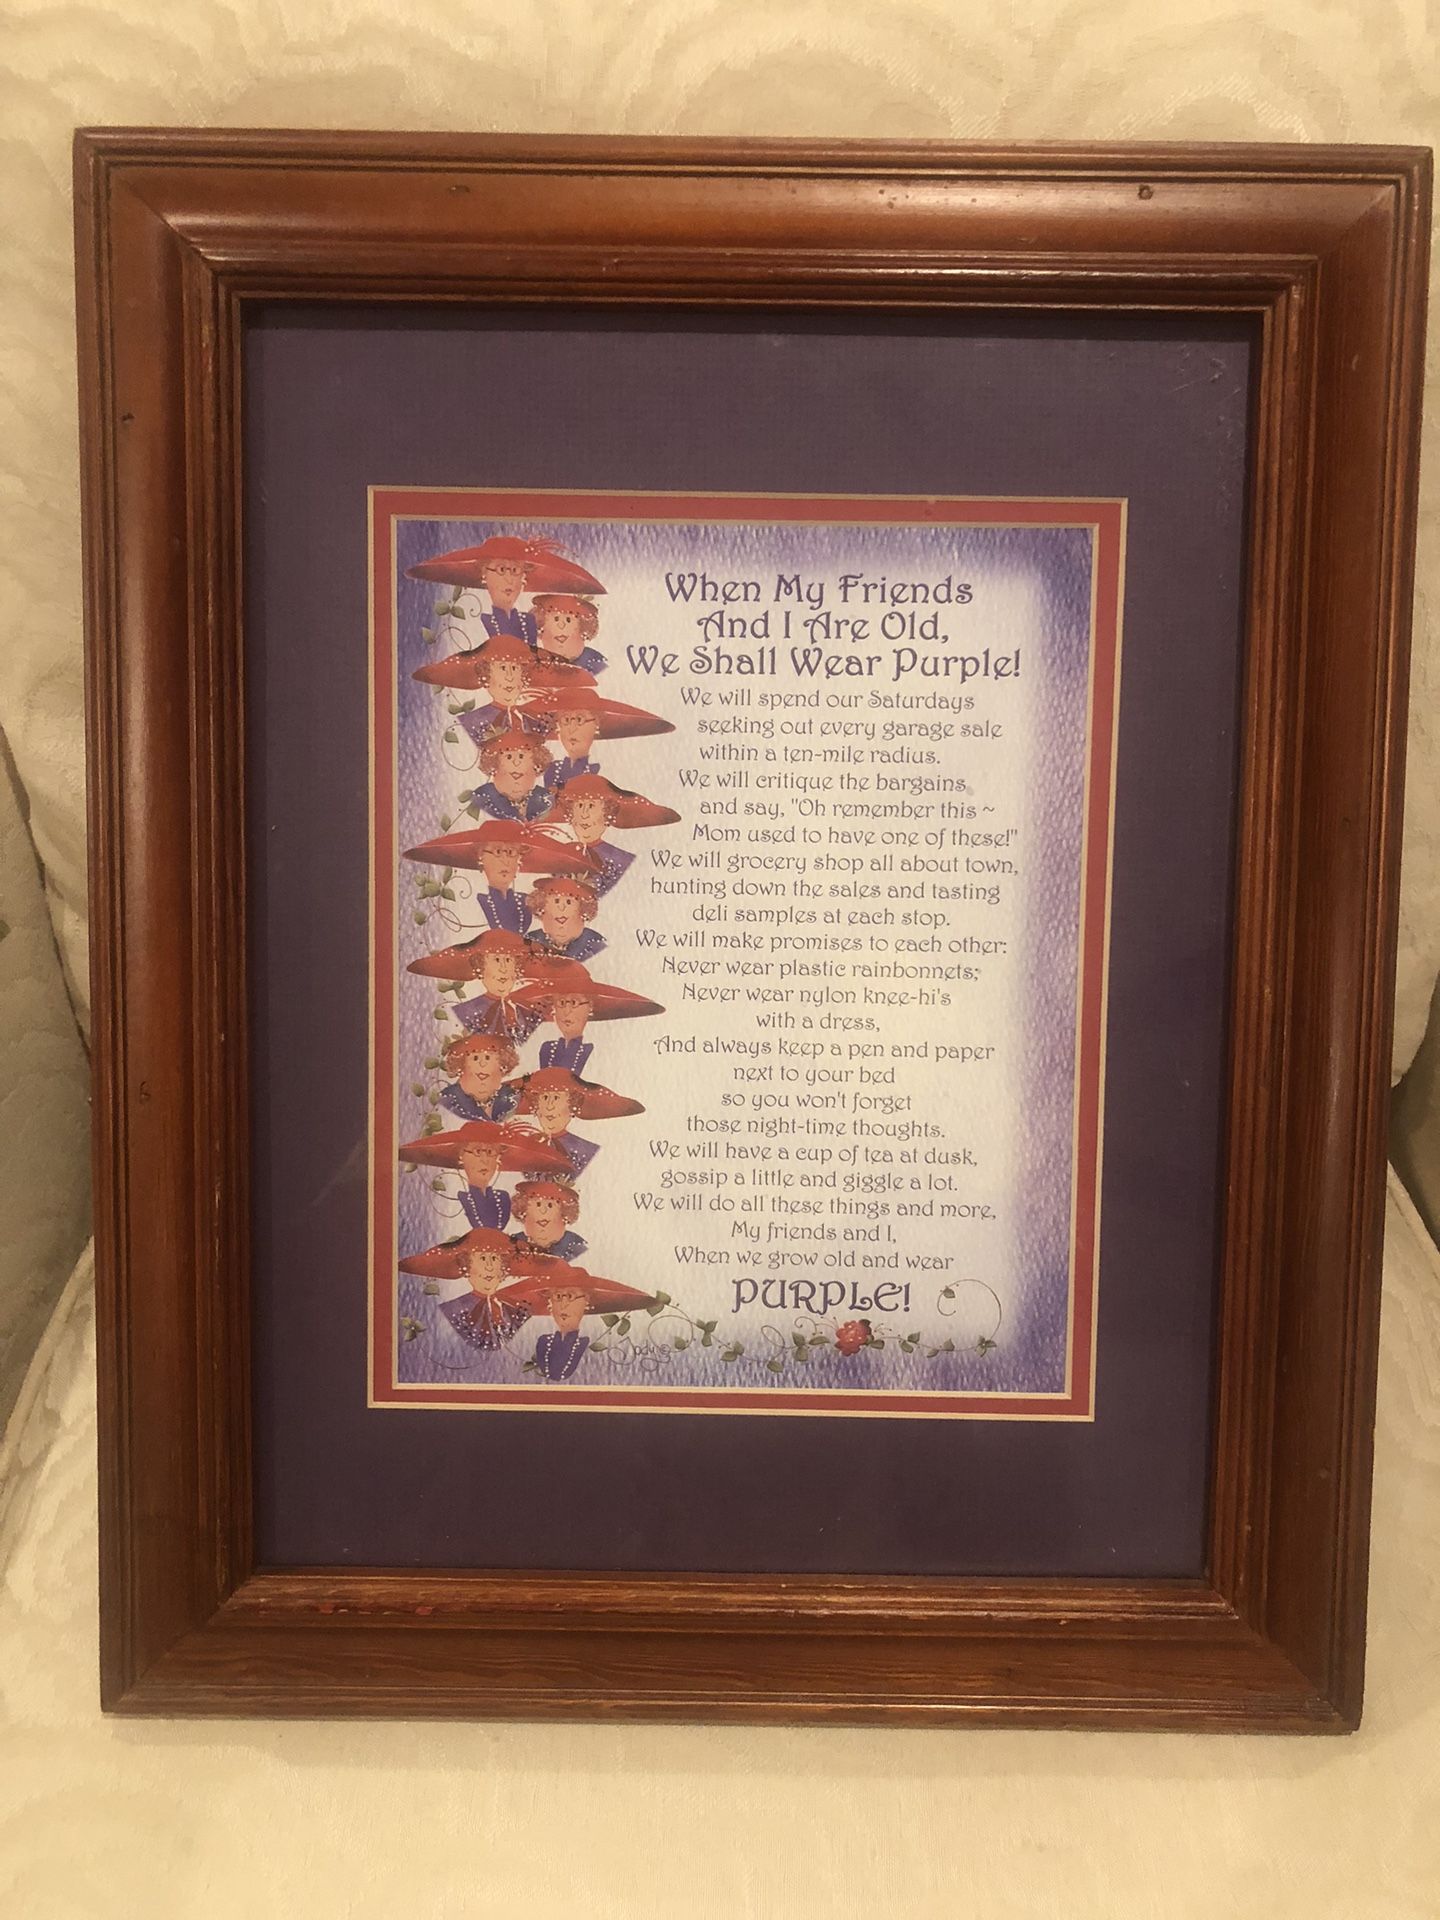 When My Friends
And I Are Old,
We Shall Wear Purple!
We will spend our Saturdays
seeking out every garage sale
within a ten-mile radius.
We will critique the bargains
and say, "Oh remember this ~
Mom used to have one of these!"
We will grocery shop all about town,
hunting down the sales and tasting
deli samples at each stop.
We will make promises to each other:
Never wear plastic rainbonnets;
Never wear nylon knee-hi's
with a dress,
And always keep a pen and paper
next to your bed
so you won't forget
those night-time thoughts.
We will have a cup of tea at dusk,
gossip a little and giggle a lot.
We will do all these things and more,
My friends and I,
When we grow old and wear
PURPLE!
Jody ©